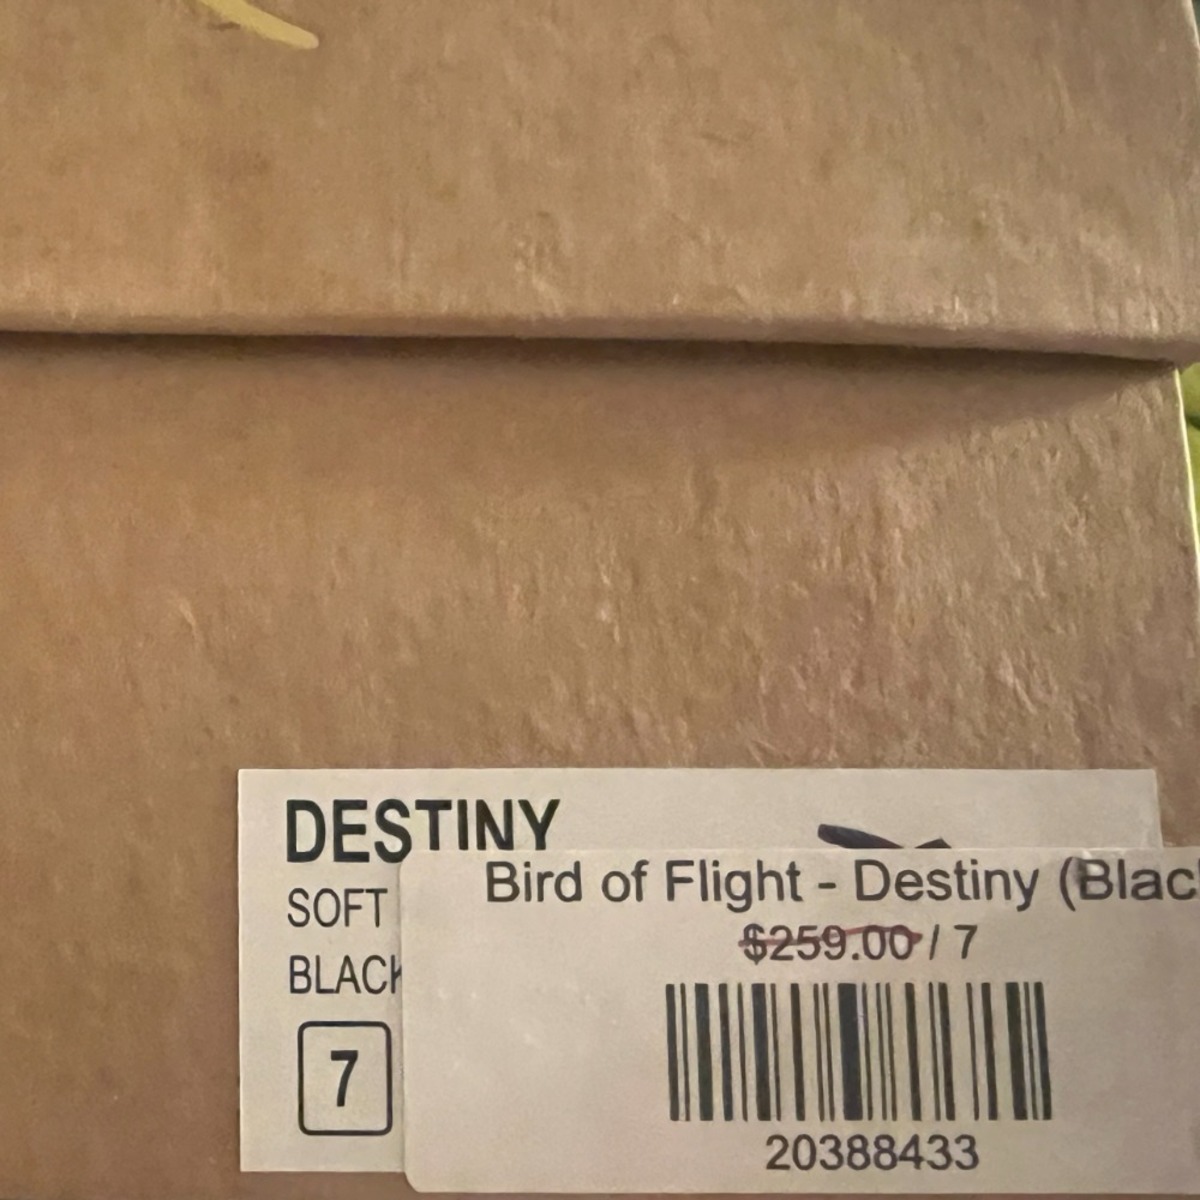 DESTINY
SOFT
BLACK
7
Bird of Flight - Destiny (Black
$259.00 / 7
20388433